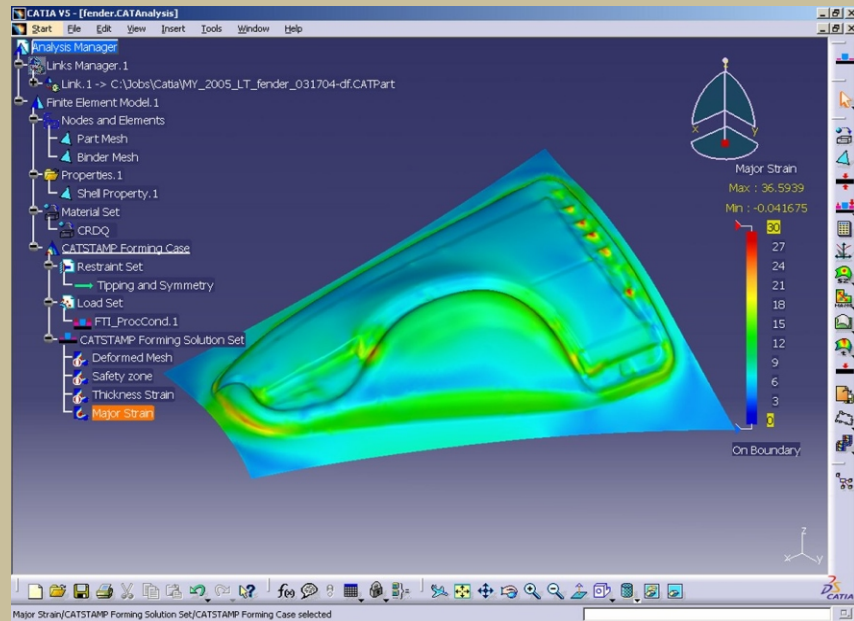 CATIA V5 - [fender.CATAnalysis]
Start File Edit View Insert Tools Window Help
Analysis Manager
Links Manager.1
Link.1 -> C:\Jobs\Catia\MY_2005_LT_fender_031704-df.CATPart
Finite Element Model.1
Nodes and Elements
Part Mesh
Binder Mesh
Properties.1
Shell Property.1
Material Set
CRDQ
CATSTAMP Forming Case
Restraint Set
Tipping and Symmetry
Load Set
FTI_ProcCond.1
CATSTAMP Forming Solution Set
Deformed Mesh
Safety zone
Thickness Strain
Major Strain
x y
Major Strain
Max : 36.5939
Min : -0.041675
30
27
24
21
18
15
12
9
6
3
0
On Boundary
z
x y
f(x)
CATIA
Major Strain/CATSTAMP Forming Solution Set/CATSTAMP Forming Case selected